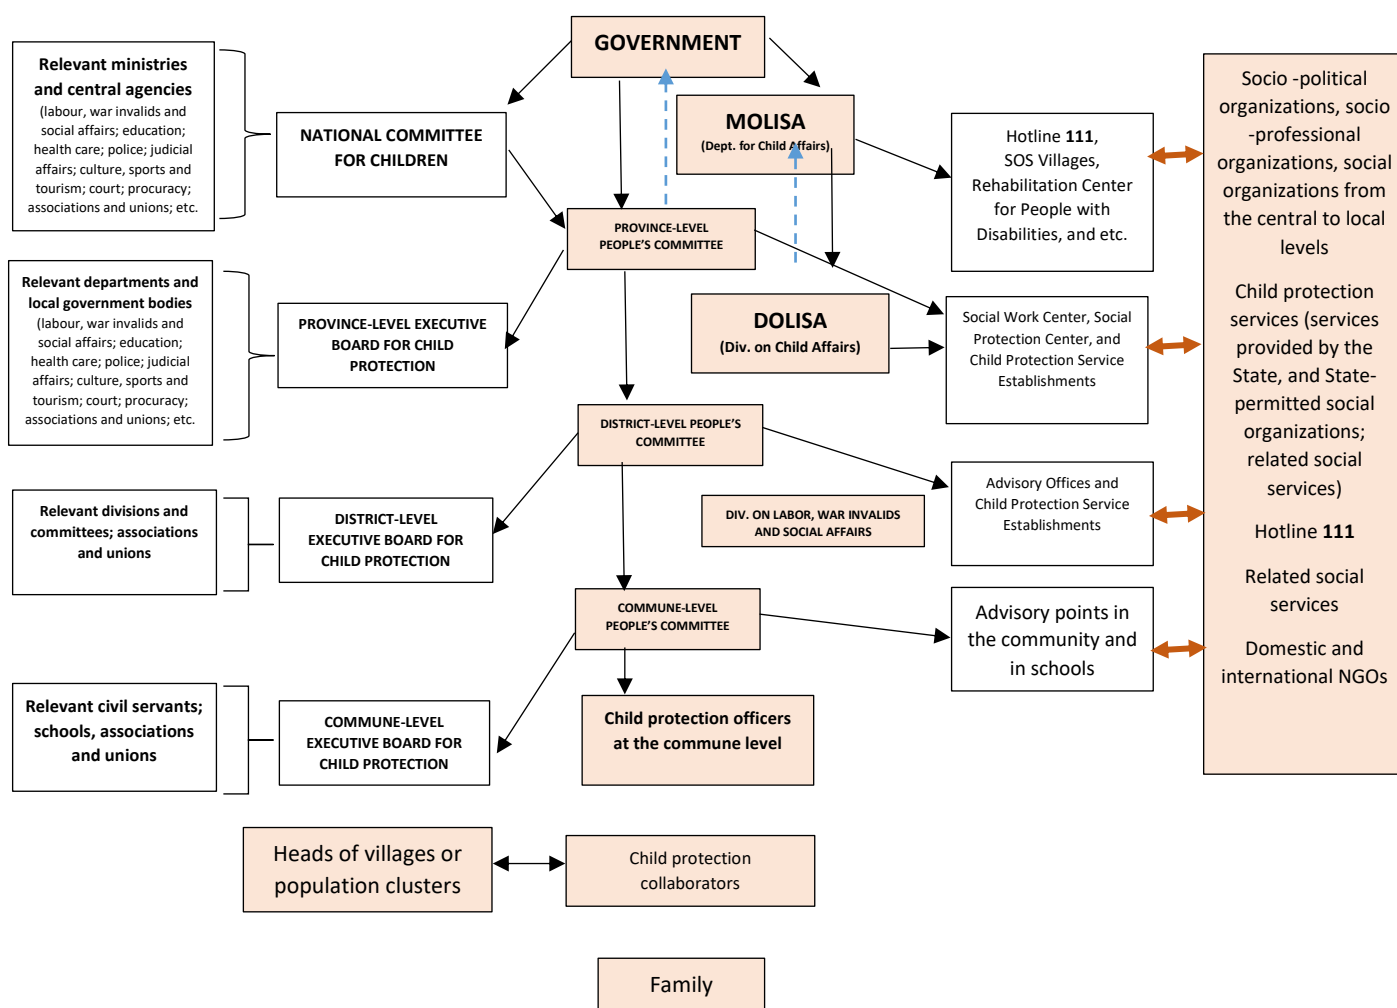 GOVERNMENT
Relevant ministries
and central agencies
(labour, war invalids and
social affairs; education;
health care; police; judicial
affairs; culture, sports and
tourism; court; procuracy;
associations and unions; etc.
NATIONAL COMMITTEE
FOR CHILDREN
MOLISA
(Dept. for Child Affairs)
Hotline 111,
SOS Villages,
Rehabilitation Center
for People with
Disabilities, and etc.
Socio -political
organizations, socio
-professional
organizations, social
organizations from
the central to local
levels
Child protection
services (services
provided by the
State, and State-
permitted social
organizations;
related social
services)
Hotline 111
Related social
services
Domestic and
international NGOs
PROVINCE-LEVEL
PEOPLE'S COMMITTEE
Relevant departments and
local government bodies
(labour, war invalids and
social affairs; education;
health care; police; judicial
affairs; culture, sports and
tourism; court; procuracy;
associations and unions; etc.
PROVINCE-LEVEL EXECUTIVE
BOARD FOR CHILD
PROTECTION
DOLISA
(Div. on Child Affairs)
Social Work Center, Social
Protection Center, and
Child Protection Service
Establishments
DISTRICT-LEVEL PEOPLE'S
COMMITTEE
Relevant divisions and
committees; associations
and unions
DISTRICT-LEVEL
EXECUTIVE BOARD FOR
CHILD PROTECTION
DIV. ON LABOR, WAR INVALIDS
AND SOCIAL AFFAIRS
Advisory Offices and
Child Protection Service
Establishments
COMMUNE-LEVEL
PEOPLE'S COMMITTEE
Advisory points in
the community and
in schools
Relevant civil servants;
schools, associations
and unions
COMMUNE-LEVEL
EXECUTIVE BOARD FOR
CHILD PROTECTION
Child protection officers
at the commune level
Heads of villages or
population clusters
Child protection
collaborators
Family